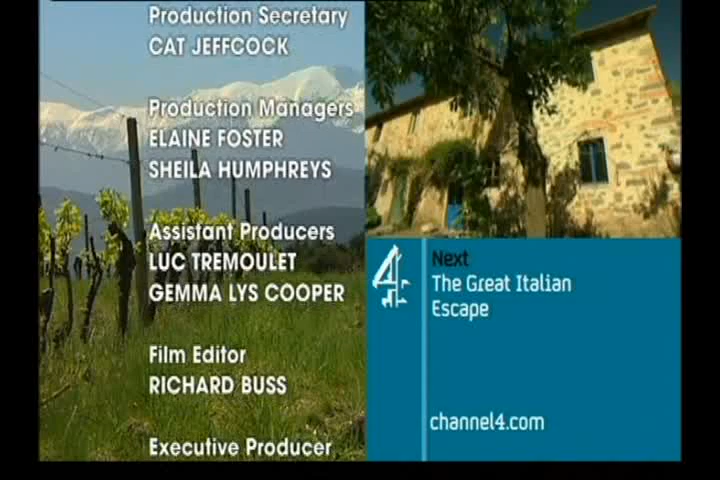 Production Secretary
CAT JEFFCOCK
Production Managers
ELAINE FOSTER
SHEILA HUMPHREYS
Assistant Producers
LUC TREMOULET
GEMMA LYS COOPER
Film Editor
RICHARD BUSS
Executive Producer
4
Next
The Great Italian
Escape
channel4.com